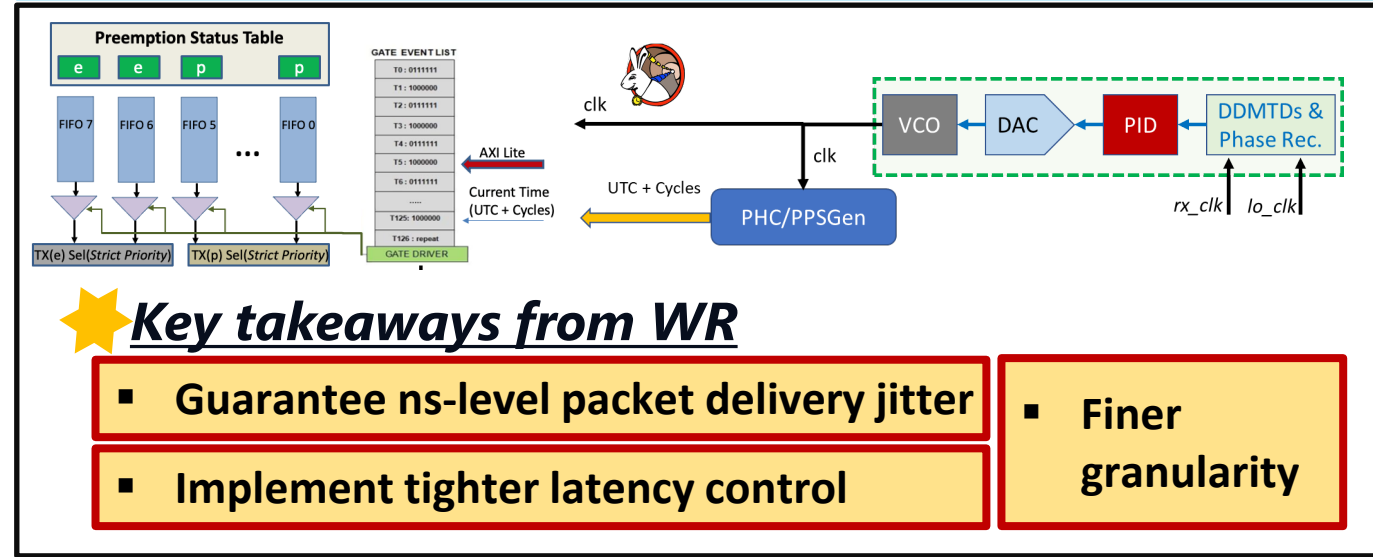 Preemption Status Table
e e p p
FIFO 7 FIFO 6 FIFO 5 ... FIFO 0
TX(e) Sel(Strict Priority) TX(p) Sel(Strict Priority)
GATE EVENT LIST
T0 : 0111111
T1 : 1000000
T2 : 0111111
T3 : 1000000
T4 : 0111111
T5 : 1000000
T6 : 0111111
.....
T125: 1000000
T126 : repeat
GATE DRIVER
clk
AXI Lite
Current Time
(UTC + Cycles)
UTC + Cycles
clk
PHC/PPSGen
VCO
DAC
PID
DDMTDs &
Phase Rec.
rx_clk lo_clk
Key takeaways from WR
▪ Guarantee ns-level packet delivery jitter
▪ Implement tighter latency control
▪ Finer
granularity